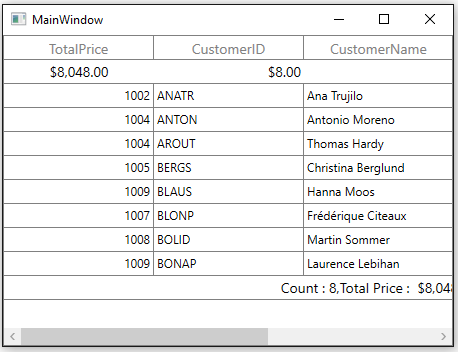 MainWindow
TotalPrice CustomerID CustomerName
$8,048.00 $8.00
1002 ANATR Ana Trujilo
1004 ANTON Antonio Moreno
1004 AROUT Thomas Hardy
1005 BERGS Christina Berglund
1009 BLAUS Hanna Moos
1007 BLONP Frédérique Citeaux
1008 BOLID Martin Sommer
1009 BONAP Laurence Lebihan
Count : 8,Total Price : $8,048